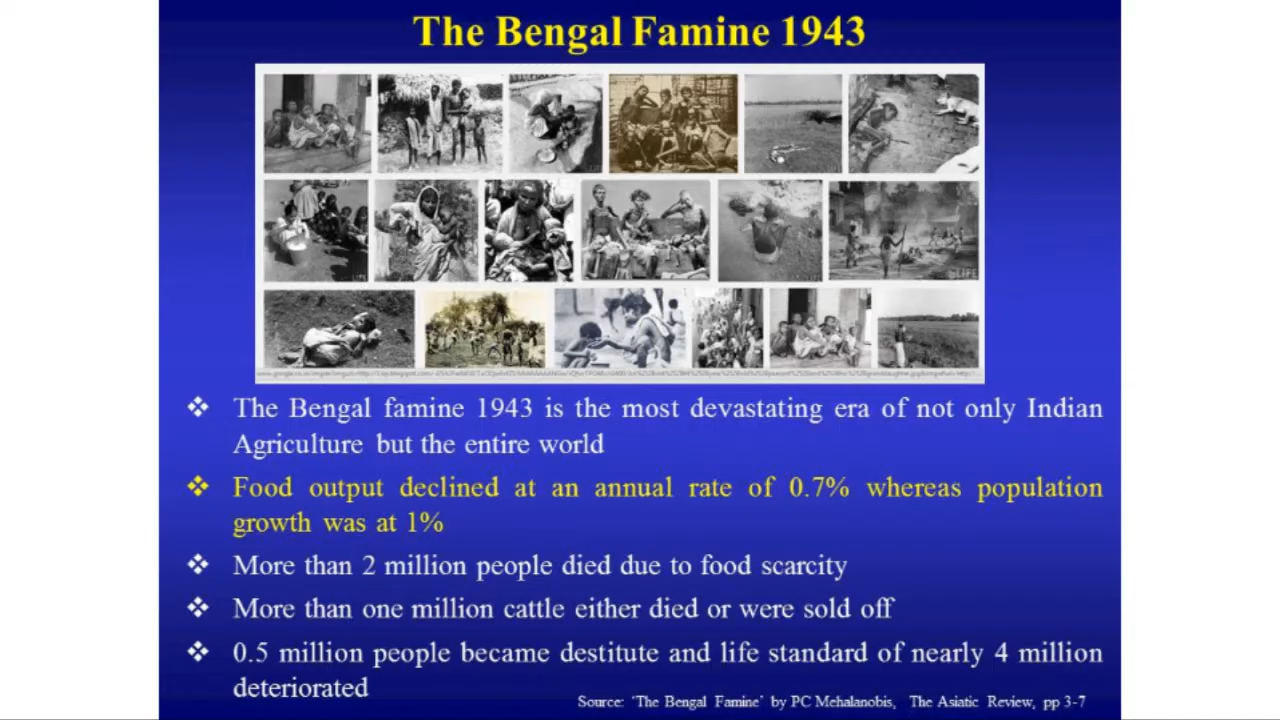 The Bengal Famine 1943
LIFE
❖ The Bengal famine 1943 is the most devastating era of not only Indian
Agriculture but the entire world
❖ Food output declined at an annual rate of 0.7% whereas population
growth was at 1%
❖ More than 2 million people died due to food scarcity
❖ More than one million cattle either died or were sold off
❖ 0.5 million people became destitute and life standard of nearly 4 million
deteriorated
Source: ‘The Bengal Famine’ by PC Mehalanobis, The Asiatic Review, pp 3-7